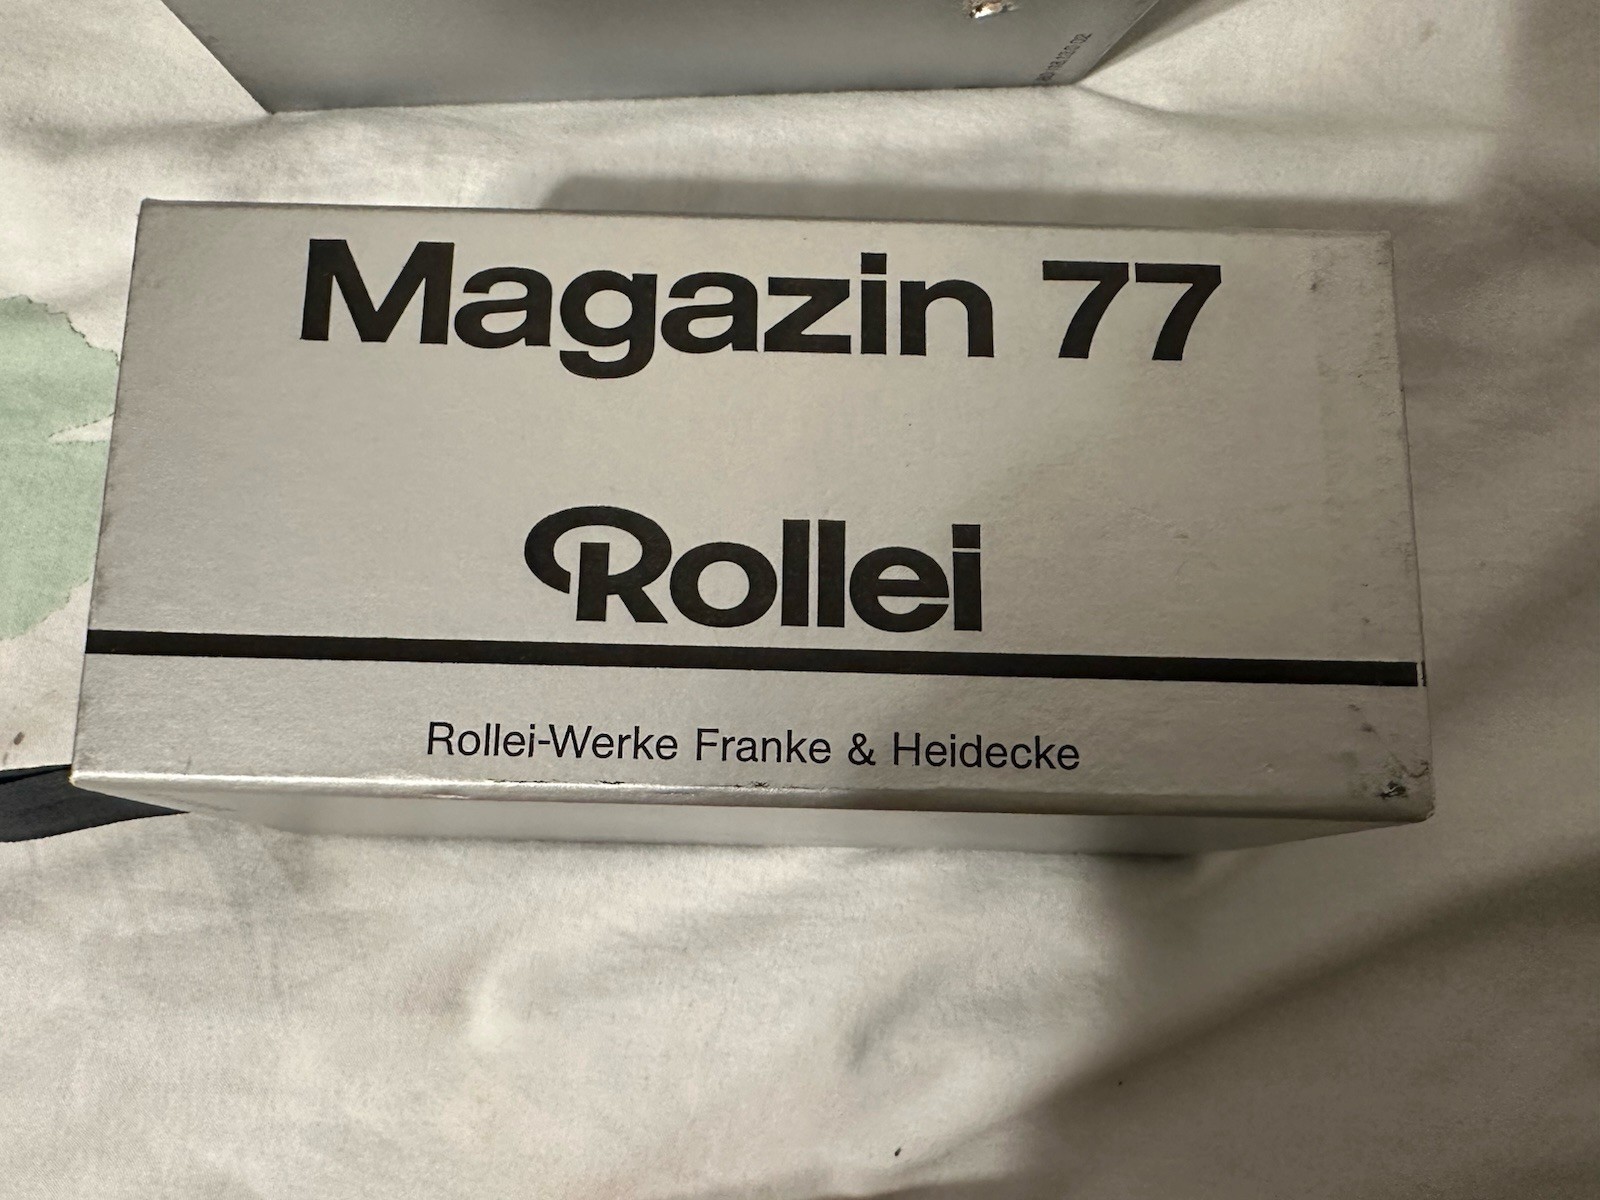 Magazin 77
Rollei
Rollei-Werke Franke & Heidecke